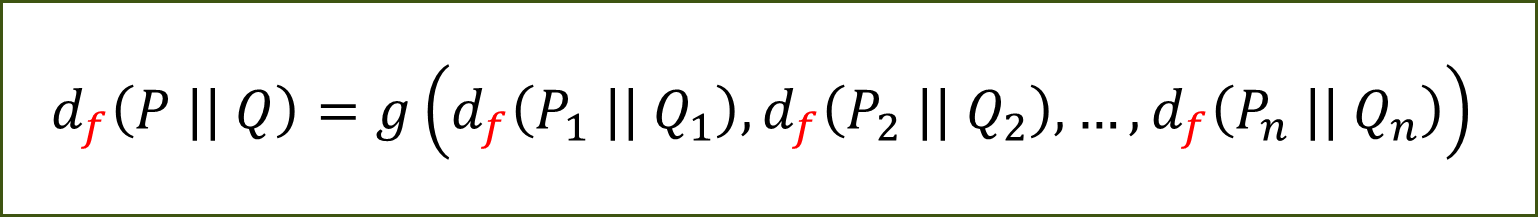 d_f(P || Q) = g(d_f(P_1 || Q_1), d_f(P_2 || Q_2), ... , d_f(P_n || Q_n))